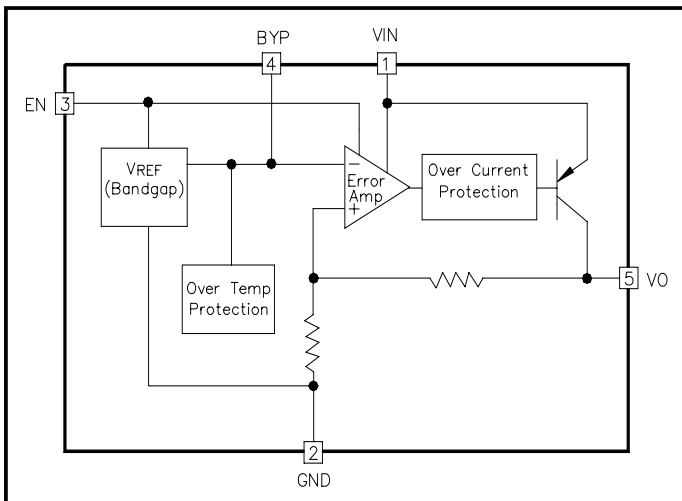 BYP
VIN
4
1
EN 3
VREF
(Bandgap)
−
Error
Amp
+
Over Current
Protection
Over Temp
Protection
5 VO
2
GND